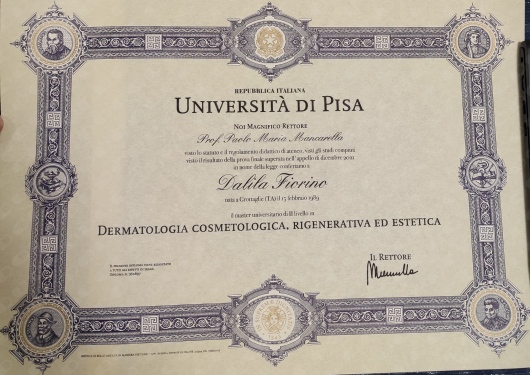 REPUBBLICA ITALIANA
UNIVERSITÀ DI PISA
NOI MAGNIFICO RETTORE
Prof. Paolo Maria Mancarella
visto lo statuto e il regolamento didattico di ateneo, visti gli studi compiuti
visto il risultato della prova finale superata nell'appello di dicembre 2021
in nome della legge conferiamo a
Dalila Fiorino
nata a Grottaglie (TA) il 15 febbraio 1989
il master universitario di II livello in
DERMATOLOGIA COSMETOLOGICA, RIGENERATIVA ED ESTETICA
IL RETTORE